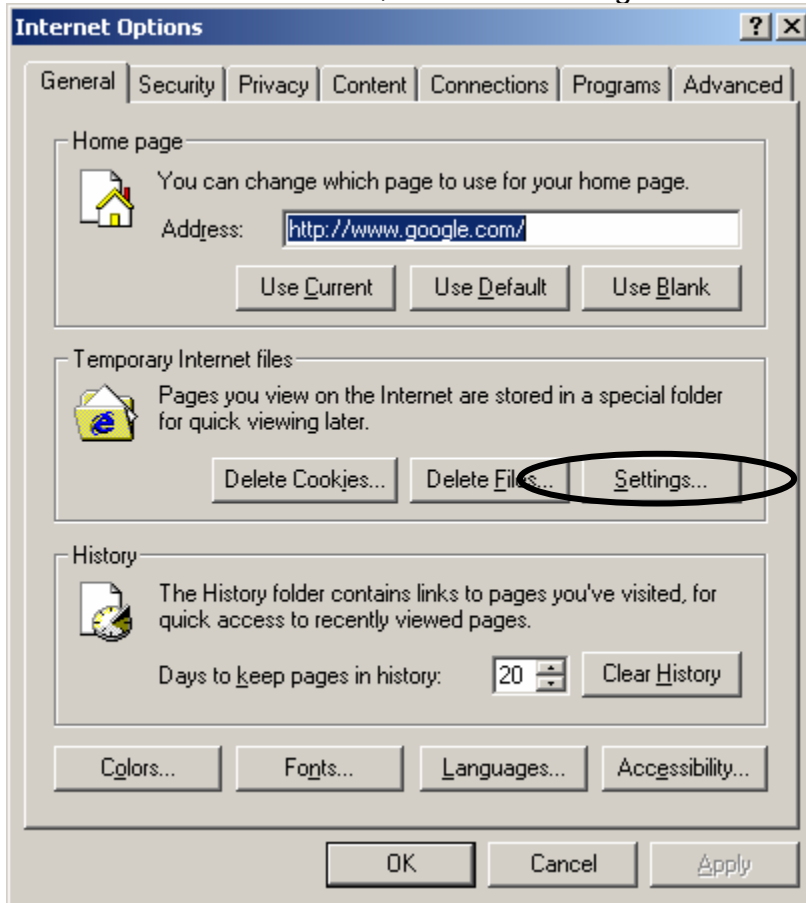 Internet Options
General Security Privacy Content Connections Programs Advanced
Home page
You can change which page to use for your home page.
Address: http://www.google.com/
Use Current Use Default Use Blank
Temporary Internet files
Pages you view on the Internet are stored in a special folder
for quick viewing later.
Delete Cookies... Delete Files... Settings...
History
The History folder contains links to pages you've visited, for
quick access to recently viewed pages.
Days to keep pages in history: 20 Clear History
Colors... Fonts... Languages... Accessibility...
OK Cancel Apply